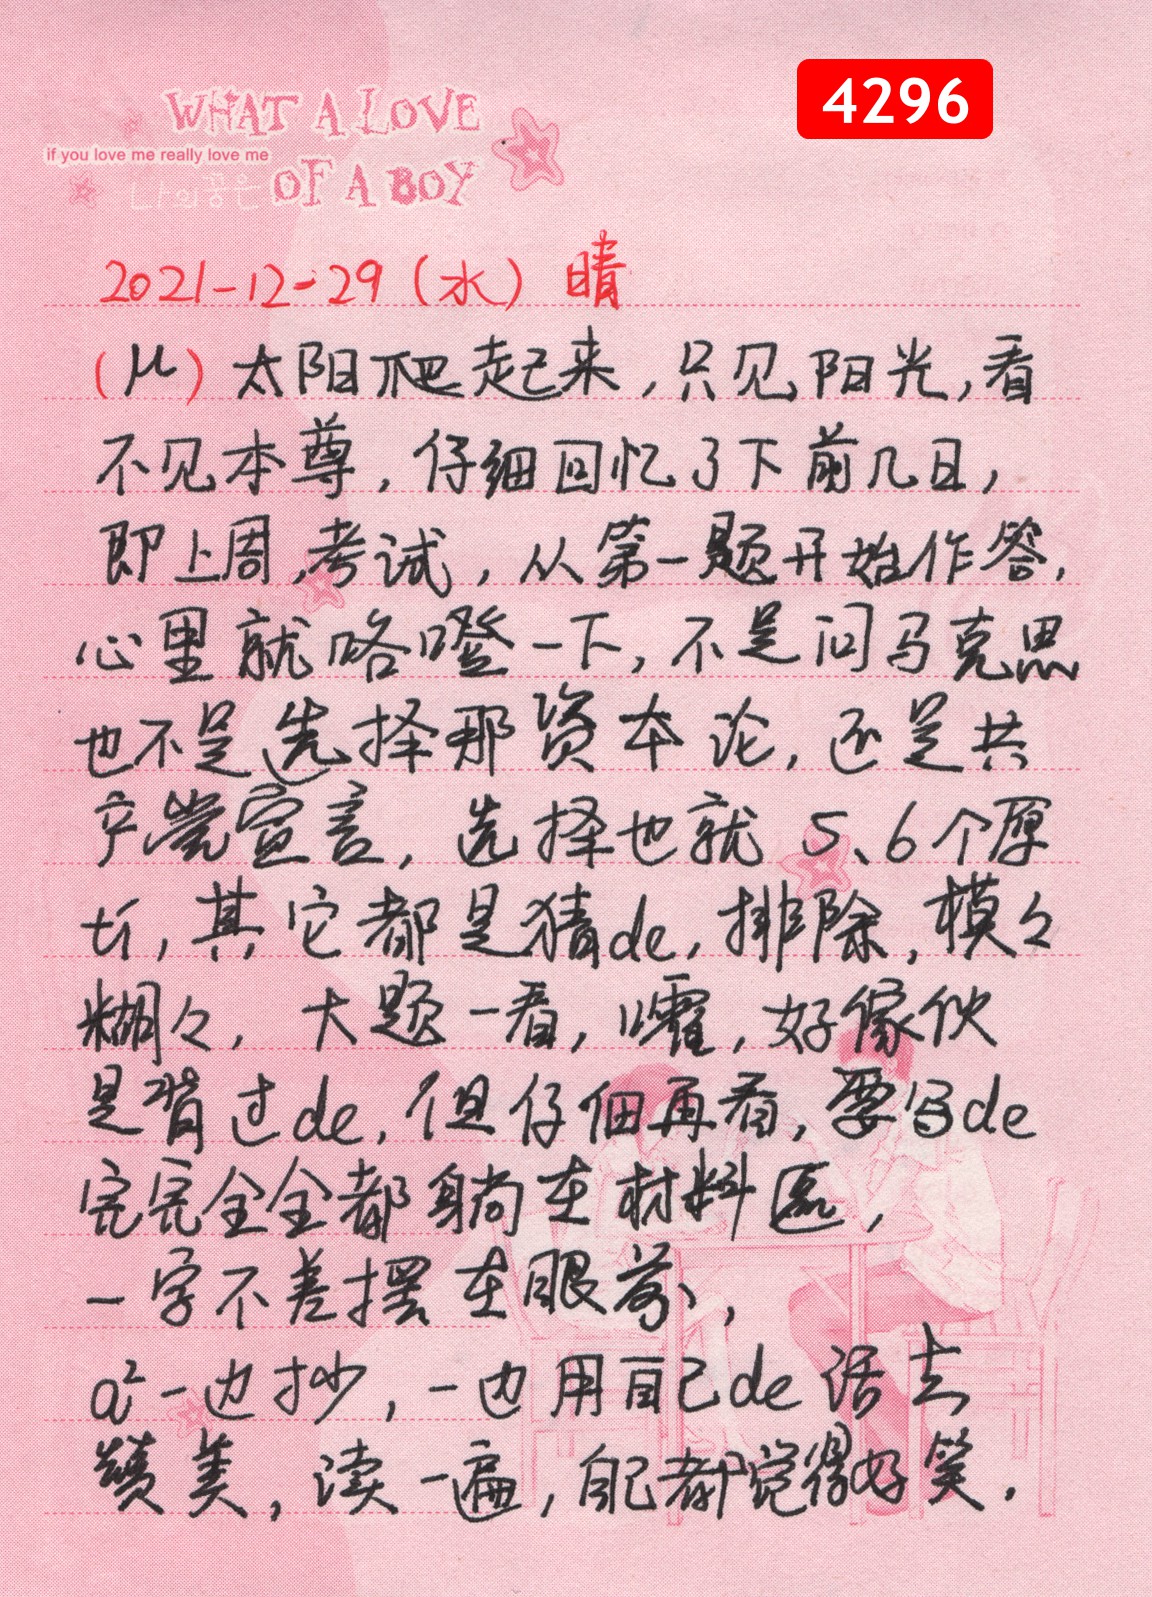 4296
WHAT A LOVE
if you love me really love me
나의꿈은 OF A BOY
2021-12-29(水) 晴
(μ) 太阳爬起来,只见阳光,看
不见本尊,仔细回忆了下前几日,
即上周,考试,从第一题开始作答,
心里就咯噔一下,不是问马克思
也不是选择那资本论,还是共
产党宣言,选择也就 5、6个原
坛,其它都是猜de,排除,模々
糊々,大题一看,嚯,好傢伙
是背过de,但仔细再看,要写de
完完全全都躺在材料區,
一字不差摆在眼前,
一边抄,一边用自己de话去
赞美,读一遍,自己都觉得好笑.